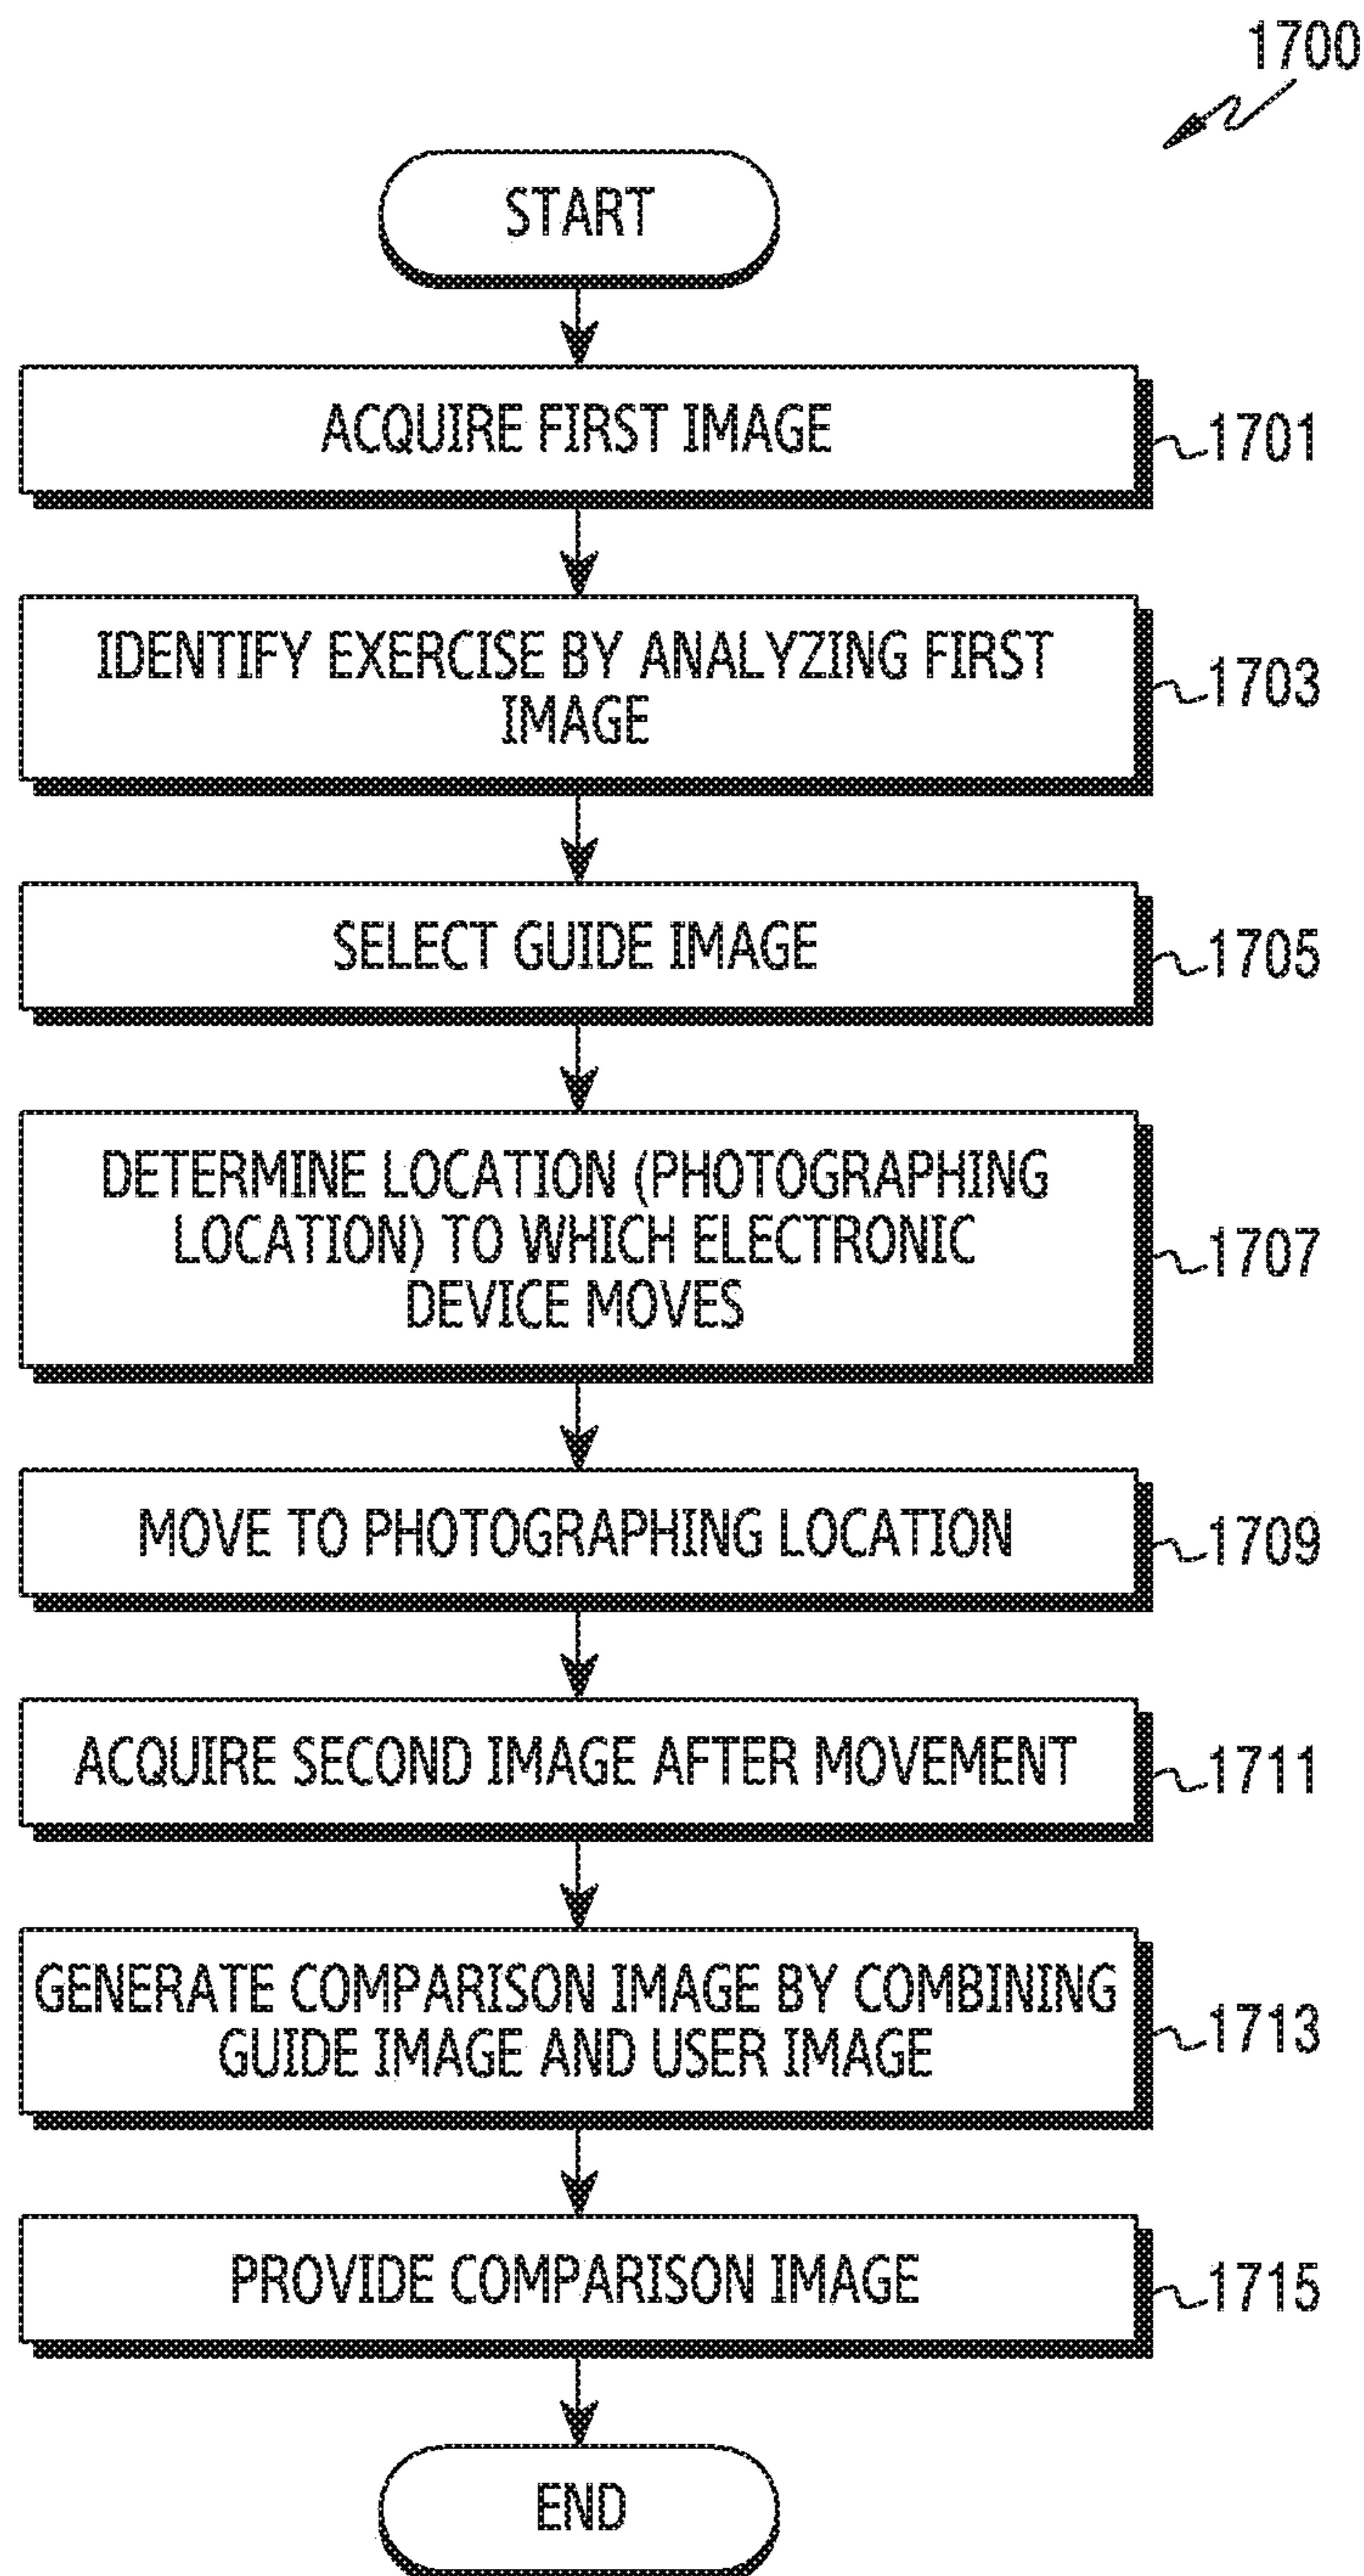 1700
START
ACQUIRE FIRST IMAGE
1701
IDENTIFY EXERCISE BY ANALYZING FIRST
IMAGE
1703
SELECT GUIDE IMAGE
1705
DETERMINE LOCATION (PHOTOGRAPHING
LOCATION) TO WHICH ELECTRONIC
DEVICE MOVES
1707
MOVE TO PHOTOGRAPHING LOCATION
1709
ACQUIRE SECOND IMAGE AFTER MOVEMENT
1711
GENERATE COMPARISON IMAGE BY COMBINING
GUIDE IMAGE AND USER IMAGE
1713
PROVIDE COMPARISON IMAGE
1715
END